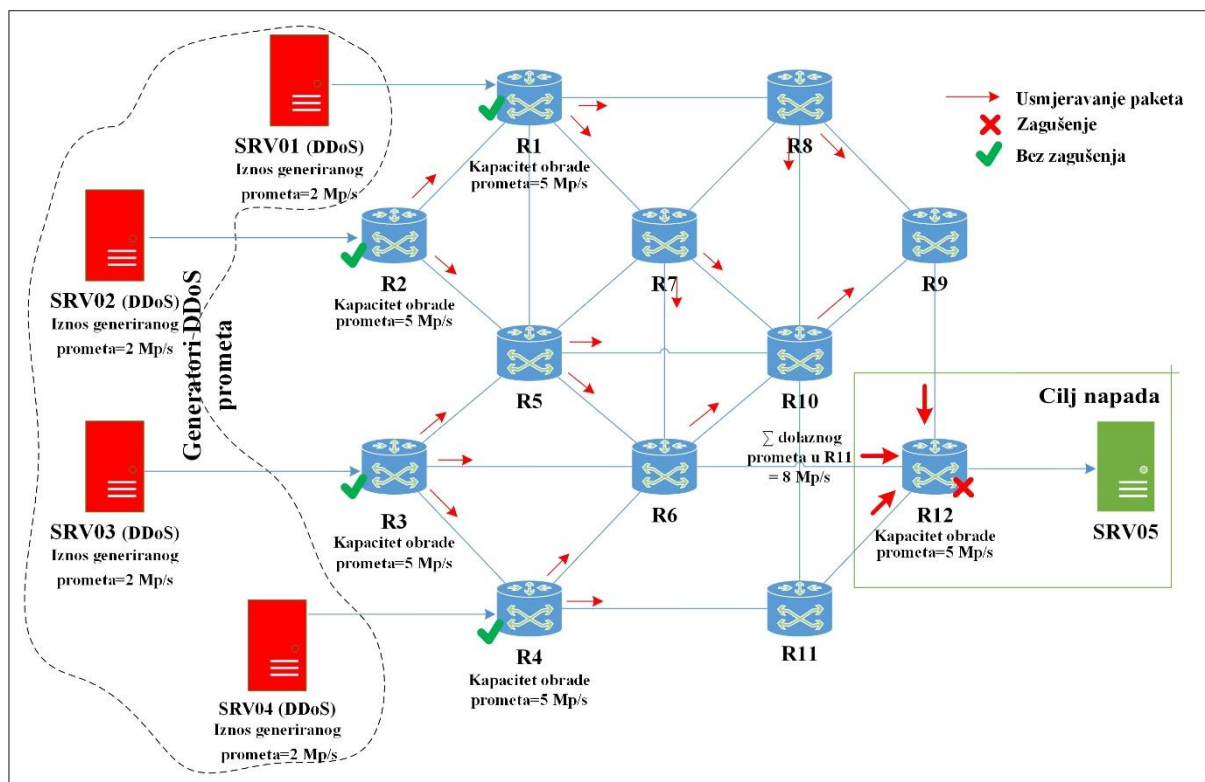 SRV01 (DDoS)
Iznos generiranog
prometa=2 Mp/s
SRV02 (DDoS)
Iznos generiranog
prometa=2 Mp/s
SRV03 (DDoS)
Iznos generiranog
prometa=2 Mp/s
SRV04 (DDoS)
Iznos generiranog
prometa=2 Mp/s
Generatori DDoS
prometa
R1
Kapacitet obrade
prometa=5 Mp/s
R2
Kapacitet obrade
prometa=5 Mp/s
R3
Kapacitet obrade
prometa=5 Mp/s
R4
Kapacitet obrade
prometa=5 Mp/s
R5
R6
R7
R8
R9
R10
R11
∑ dolaznog
prometa u R11
= 8 Mp/s
R12
Kapacitet obrade
prometa=5 Mp/s
Cilj napada
SRV05
Usmjeravanje paketa
Zagušenje
Bez zagušenja